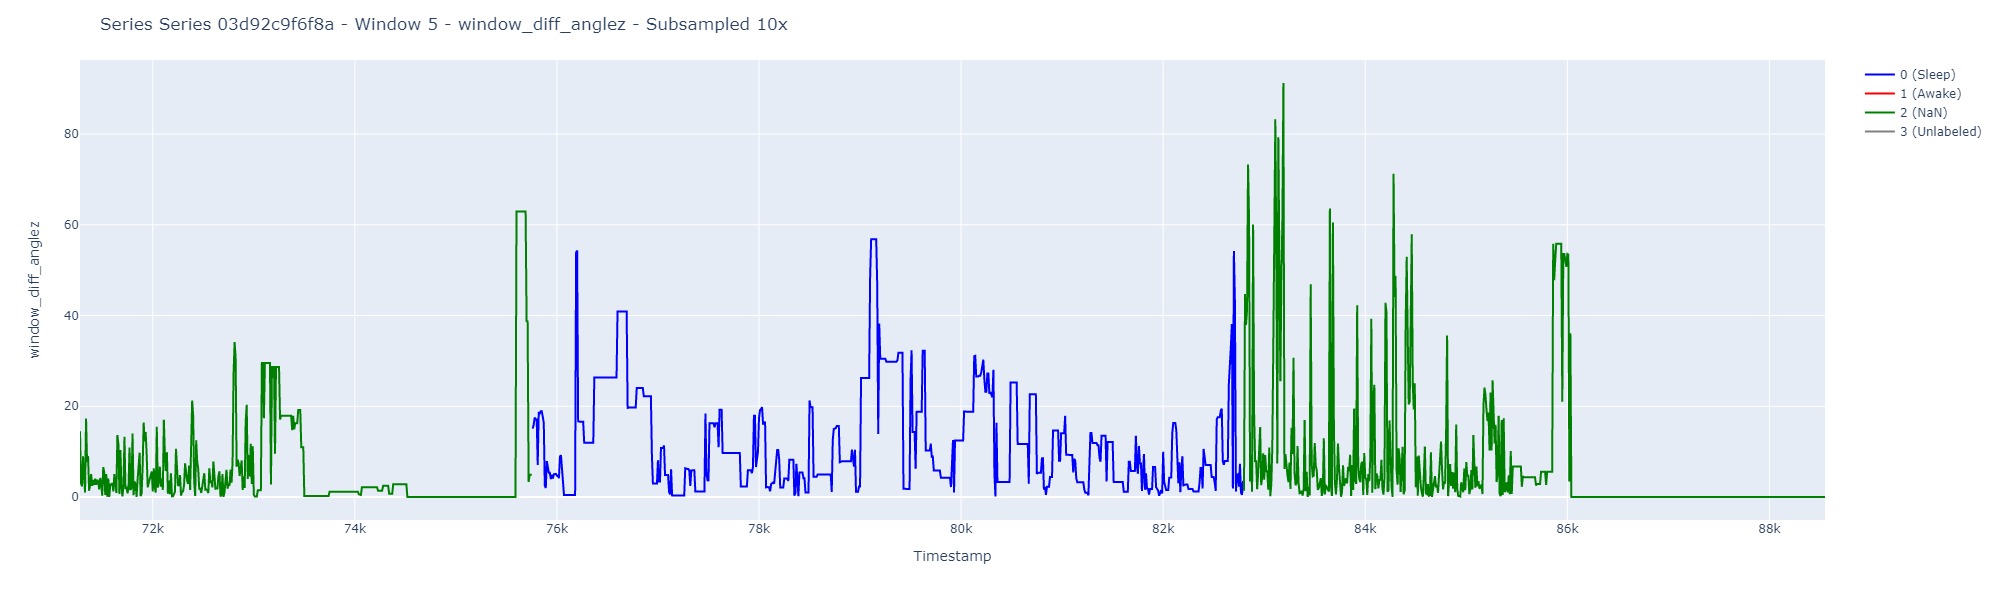 Series Series 03d92c9f6f8a - Window 5 - window_diff_anglez - Subsampled 10x
0 (Sleep)
1 (Awake)
2 (NaN)
3 (Unlabeled)
window_diff_anglez
80
60
40
20
0
72k 74k 76k 78k 80k 82k 84k 86k 88k
Timestamp